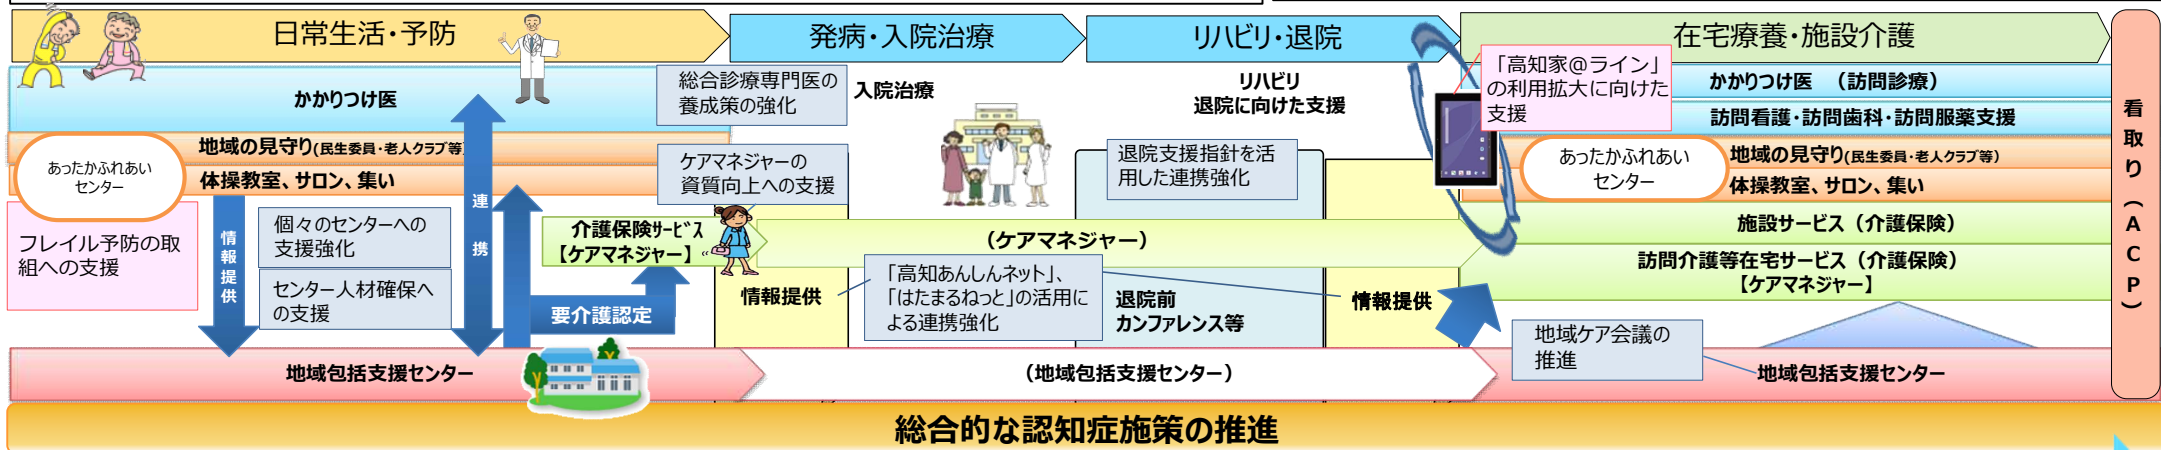 日常生活・予防
発病・入院治療
リハビリ・退院
在宅療養・施設介護
看取り（ACP）
かかりつけ医
総合診療専門医の
養成策の強化
入院治療
リハビリ
退院に向けた支援
「高知家@ライン」
の利用拡大に向けた
支援
かかりつけ医 （訪問診療）
訪問看護・訪問歯科・訪問服薬支援
あったかふれあい
センター
地域の見守り(民生委員・老人クラブ等)
体操教室、サロン、集い
連携
ケアマネジャーの
資質向上への支援
退院支援指針を活
用した連携強化
あったかふれあい
センター
地域の見守り(民生委員・老人クラブ等)
体操教室、サロン、集い
フレイル予防の取
組への支援
情報提供
個々のセンターへの
支援強化
センター人材確保へ
の支援
介護保険サービス
【ケアマネジャー】
（ケアマネジャー）
施設サービス（介護保険）
訪問介護等在宅サービス（介護保険）
【ケアマネジャー】
要介護認定
情報提供
「高知あんしんネット」、
「はたまるねっと」の活用に
よる連携強化
退院前
カンファレンス等
情報提供
地域ケア会議の
推進
地域包括支援センター
（地域包括支援センター）
地域包括支援センター
総合的な認知症施策の推進